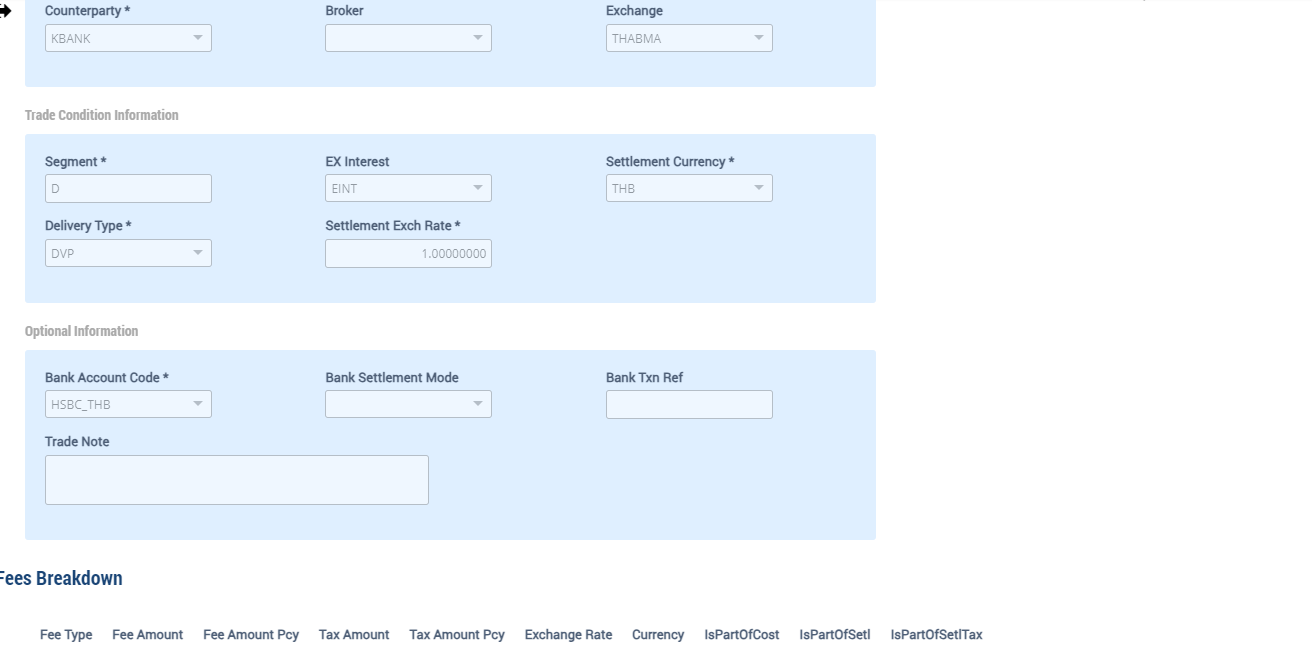 Counterparty * Broker Exchange
KBANK THABMA
Trade Condition Information
Segment * EX Interest Settlement Currency *
D EINT THB
Delivery Type * Settlement Exch Rate *
DVP 1.00000000
Optional Information
Bank Account Code * Bank Settlement Mode Bank Txn Ref
HSBC_THB
Trade Note
Fees Breakdown
Fee Type Fee Amount Fee Amount Pcy Tax Amount Tax Amount Pcy Exchange Rate Currency IsPartOfCost IsPartOfSetl IsPartOfSetlTax